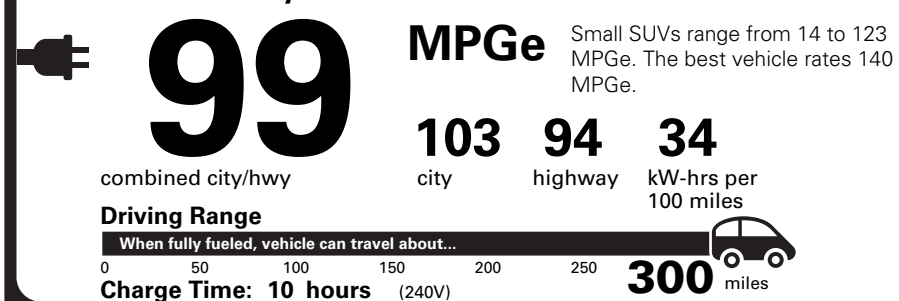 99
MPGe
Small SUVs range from 14 to 123
MPGe. The best vehicle rates 140
MPGe.
combined city/hwy
103
city
94
highway
34
kW-hrs per
100 miles
Driving Range
When fully fueled, vehicle can travel about...
0 50 100 150 200 250 300 miles
Charge Time: 10 hours (240V)